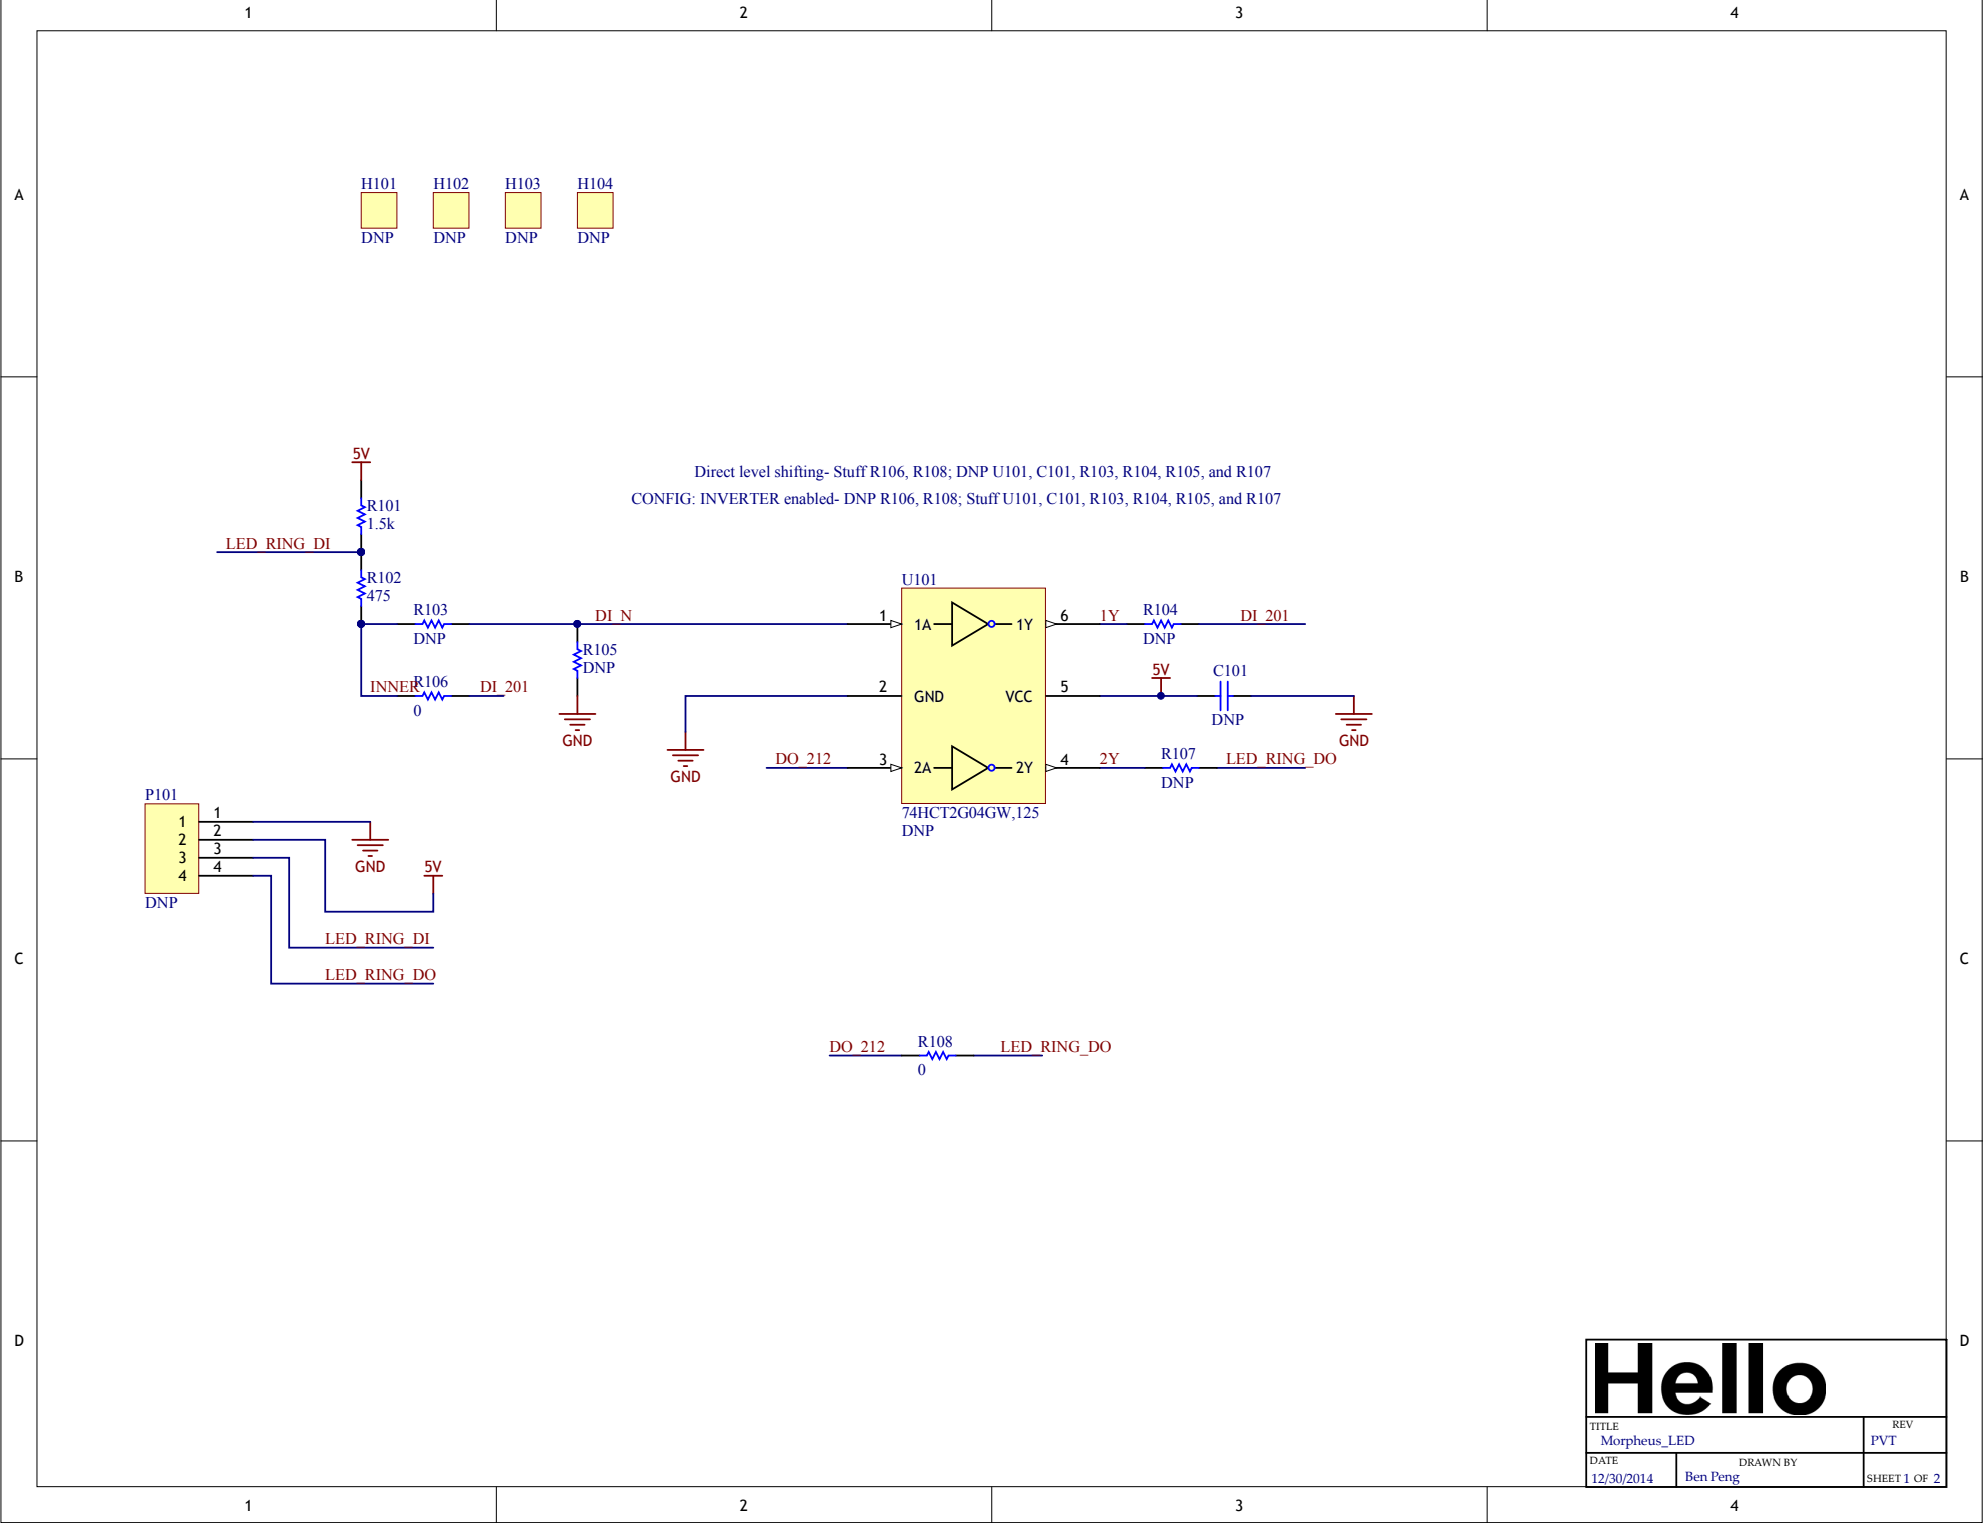 1 2 3 4
A A
H101 H102 H103 H104
DNP DNP DNP DNP
5V
Direct level shifting- Stuff R106, R108; DNP U101, C101, R103, R104, R105, and R107
CONFIG: INVERTER enabled- DNP R106, R108; Stuff U101, C101, R103, R104, R105, and R107
R101
1.5k
LED_RING_DI
B B
R102
475
U101
R103 DI_N 1 1A 1Y 6 1Y R104 DI_201
DNP DNP
R105
DNP
5V C101
INNER R106 DI_201 2 GND VCC 5
0 DNP
GND GND
DO_212 3 2A 2Y 4 2Y R107 LED_RING_DO
GND DNP
P101
74HCT2G04GW,125
DNP
1 1
2 2
3 3
4 4
GND 5V
DNP
LED_RING_DI
C C
LED_RING_DO
DO_212 R108 LED_RING_DO
0
D D
Hello
TITLE REV
Morpheus_LED PVT
DATE DRAWN BY
12/30/2014 Ben Peng SHEET 1 OF 2
1 2 3 4